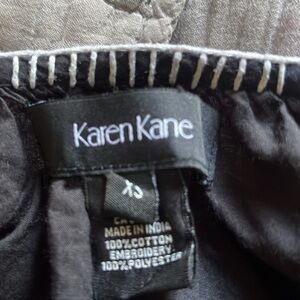 Karen Kane
XS
MADE IN INDIA
100% COTTON
EMBROIDERY
100% POLYESTER